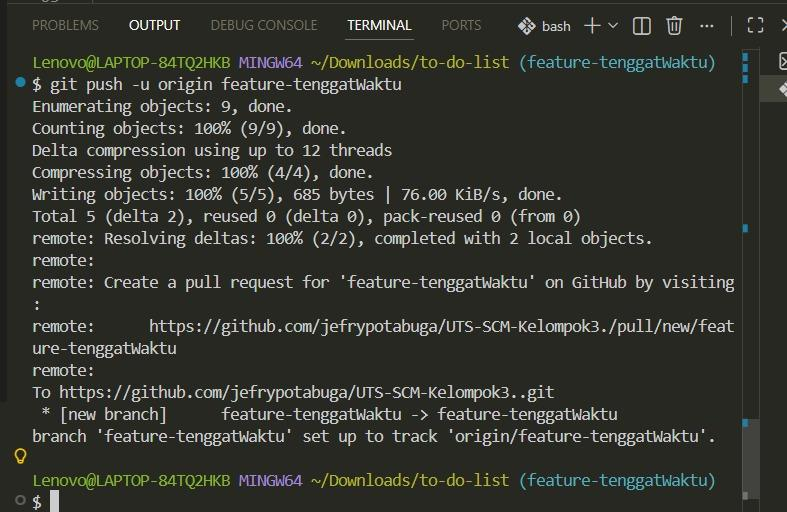 PROBLEMS OUTPUT DEBUG CONSOLE TERMINAL PORTS bash
Lenovo@LAPTOP-84TQ2HKB MINGW64 ~/Downloads/to-do-list (feature-tenggatWaktu)
$ git push -u origin feature-tenggatWaktu
Enumerating objects: 9, done.
Counting objects: 100% (9/9), done.
Delta compression using up to 12 threads
Compressing objects: 100% (4/4), done.
Writing objects: 100% (5/5), 685 bytes | 76.00 KiB/s, done.
Total 5 (delta 2), reused 0 (delta 0), pack-reused 0 (from 0)
remote: Resolving deltas: 100% (2/2), completed with 2 local objects.
remote:
remote: Create a pull request for 'feature-tenggatWaktu' on GitHub by visiting
:
remote:      https://github.com/jefrypotabuga/UTS-SCM-Kelompok3./pull/new/feat
ure-tenggatWaktu
remote:
To https://github.com/jefrypotabuga/UTS-SCM-Kelompok3..git
 * [new branch]      feature-tenggatWaktu -> feature-tenggatWaktu
branch 'feature-tenggatWaktu' set up to track 'origin/feature-tenggatWaktu'.
Lenovo@LAPTOP-84TQ2HKB MINGW64 ~/Downloads/to-do-list (feature-tenggatWaktu)
$